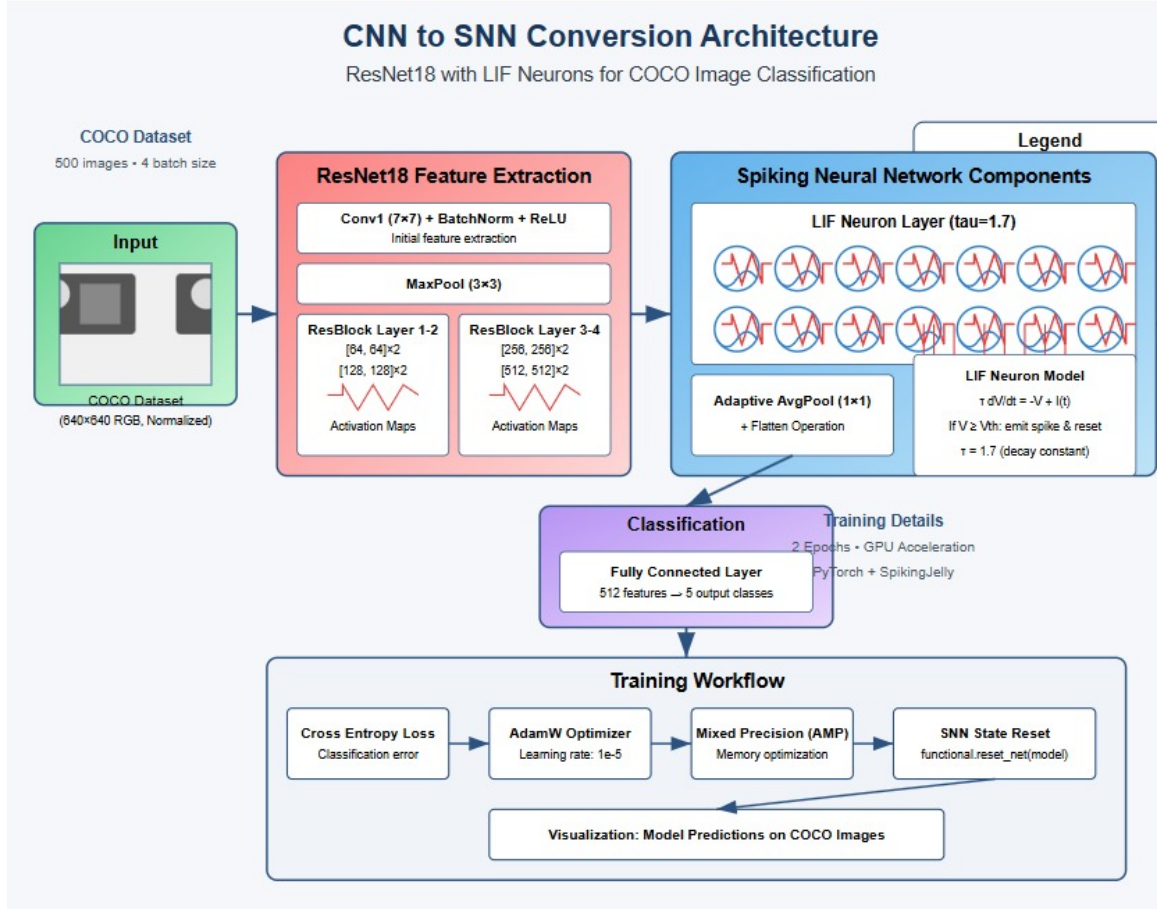 CNN to SNN Conversion Architecture
ResNet18 with LIF Neurons for COCO Image Classification
COCO Dataset
500 images • 4 batch size
Input
COCO Dataset
(640×640 RGB, Normalized)
ResNet18 Feature Extraction
Conv1 (7×7) + BatchNorm + ReLU
Initial feature extraction
MaxPool (3×3)
ResBlock Layer 1-2
[64, 64]×2
[128, 128]×2
Activation Maps
ResBlock Layer 3-4
[256, 256]×2
[512, 512]×2
Activation Maps
Legend
Spiking Neural Network Components
LIF Neuron Layer (tau=1.7)
Adaptive AvgPool (1×1)
+ Flatten Operation
LIF Neuron Model
τ dV/dt = -V + I(t)
If V ≥ Vth: emit spike & reset
τ = 1.7 (decay constant)
Classification
Fully Connected Layer
512 features → 5 output classes
Training Details
2 Epochs • GPU Acceleration
PyTorch + SpikingJelly
Training Workflow
Cross Entropy Loss
Classification error
AdamW Optimizer
Learning rate: 1e-5
Mixed Precision (AMP)
Memory optimization
SNN State Reset
functional.reset_net(model)
Visualization: Model Predictions on COCO Images